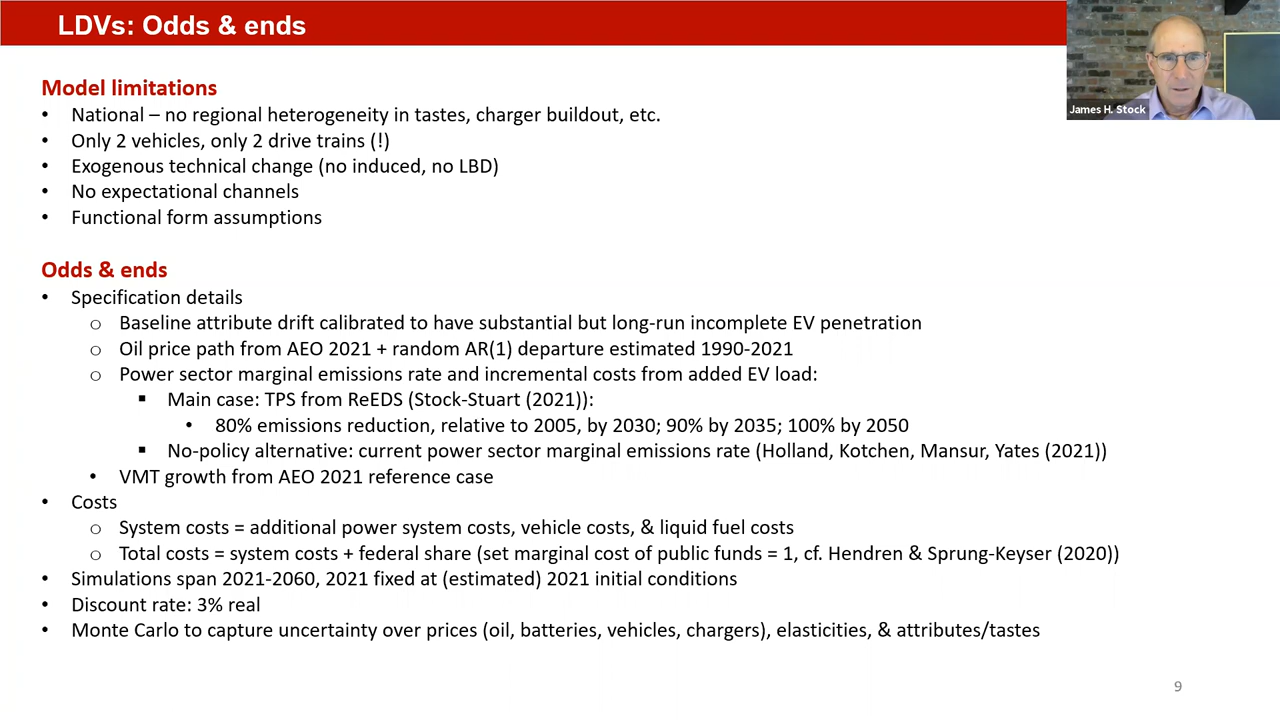 LDVs: Odds & ends
James H. Stock
Model limitations
• National – no regional heterogeneity in tastes, charger buildout, etc.
• Only 2 vehicles, only 2 drive trains (!)
• Exogenous technical change (no induced, no LBD)
• No expectational channels
• Functional form assumptions
Odds & ends
• Specification details
o Baseline attribute drift calibrated to have substantial but long-run incomplete EV penetration
o Oil price path from AEO 2021 + random AR(1) departure estimated 1990-2021
o Power sector marginal emissions rate and incremental costs from added EV load:
▪ Main case: TPS from ReEDS (Stock-Stuart (2021)):
• 80% emissions reduction, relative to 2005, by 2030; 90% by 2035; 100% by 2050
▪ No-policy alternative: current power sector marginal emissions rate (Holland, Kotchen, Mansur, Yates (2021))
• VMT growth from AEO 2021 reference case
• Costs
o System costs = additional power system costs, vehicle costs, & liquid fuel costs
o Total costs = system costs + federal share (set marginal cost of public funds = 1, cf. Hendren & Sprung-Keyser (2020))
• Simulations span 2021-2060, 2021 fixed at (estimated) 2021 initial conditions
• Discount rate: 3% real
• Monte Carlo to capture uncertainty over prices (oil, batteries, vehicles, chargers), elasticities, & attributes/tastes
9